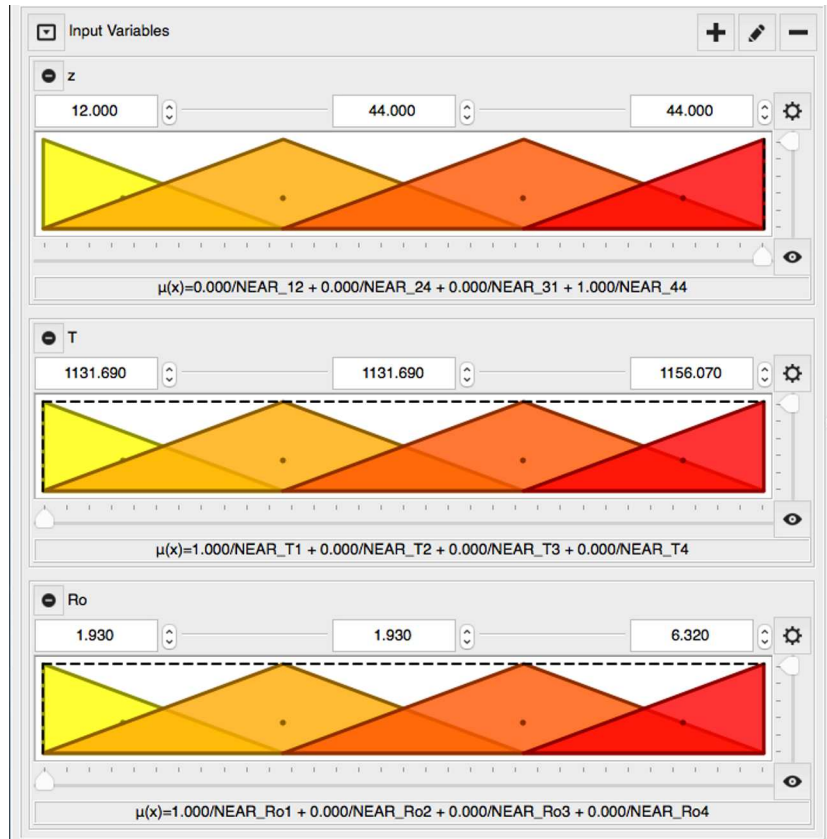 Input Variables
z
12.000 44.000 44.000
μ(x)=0.000/NEAR_12 + 0.000/NEAR_24 + 0.000/NEAR_31 + 1.000/NEAR_44
T
1131.690 1131.690 1156.070
μ(x)=1.000/NEAR_T1 + 0.000/NEAR_T2 + 0.000/NEAR_T3 + 0.000/NEAR_T4
Ro
1.930 1.930 6.320
μ(x)=1.000/NEAR_Ro1 + 0.000/NEAR_Ro2 + 0.000/NEAR_Ro3 + 0.000/NEAR_Ro4